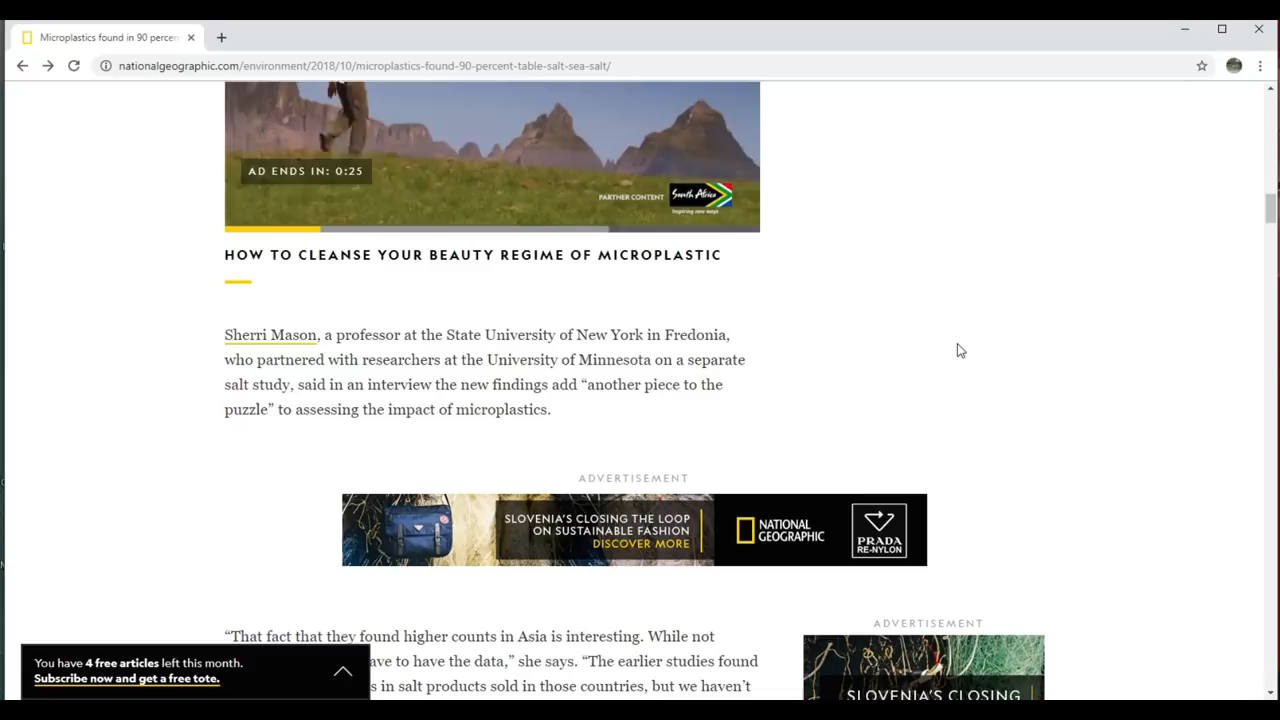 Microplastics found in 90 percen
nationalgeographic.com/environment/2018/10/microplastics-found-90-percent-table-salt-sea-salt/
AD ENDS IN: 0:25
PARTNER CONTENT
South Africa
Inspiring new ways
HOW TO CLEANSE YOUR BEAUTY REGIME OF MICROPLASTIC
Sherri Mason, a professor at the State University of New York in Fredonia,
who partnered with researchers at the University of Minnesota on a separate
salt study, said in an interview the new findings add “another piece to the
puzzle” to assessing the impact of microplastics.
ADVERTISEMENT
SLOVENIA'S CLOSING THE LOOP
ON SUSTAINABLE FASHION
DISCOVER MORE
NATIONAL
GEOGRAPHIC
PRADA
RE-NYLON
“That fact that they found higher counts in Asia is interesting. While not
ave to have the data,” she says. “The earlier studies found
s in salt products sold in those countries, but we haven’t
ADVERTISEMENT
SLOVENIA'S CLOSING
You have 4 free articles left this month.
Subscribe now and get a free tote.